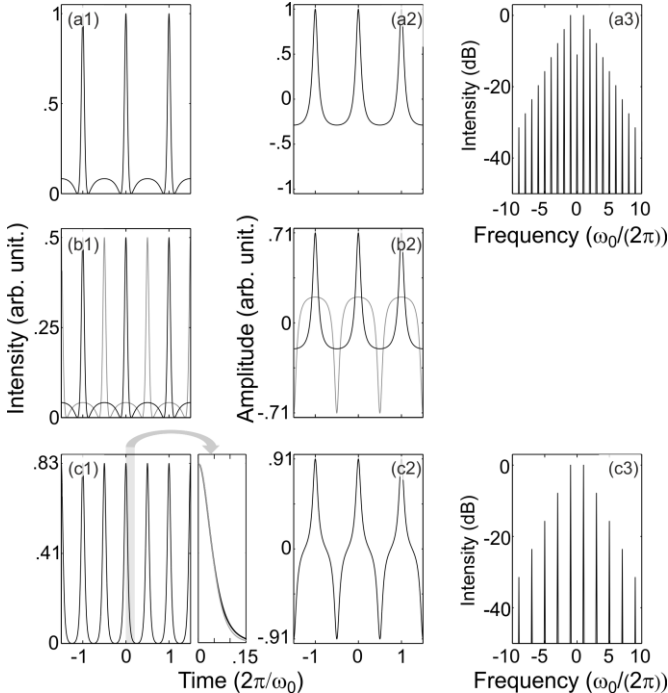 (a1)
1
.5
0
(a2)
1
.5
0
-.5
-1
(a3)
0
-20
-40
Intensity (dB)
-10 -5 0 5 10
Frequency (ω0/(2π))
(b1)
.5
.25
0
Intensity (arb. unit.)
(b2)
.71
0
-.71
Amplitude (arb. unit.)
(c1)
.83
.41
0
-1 0 1
0 .15
(c2)
.91
0
-.91
-1 0 1
Time (2π/ω0)
(c3)
0
-20
-40
Intensity (dB)
-10 -5 0 5 10
Frequency (ω0/(2π))